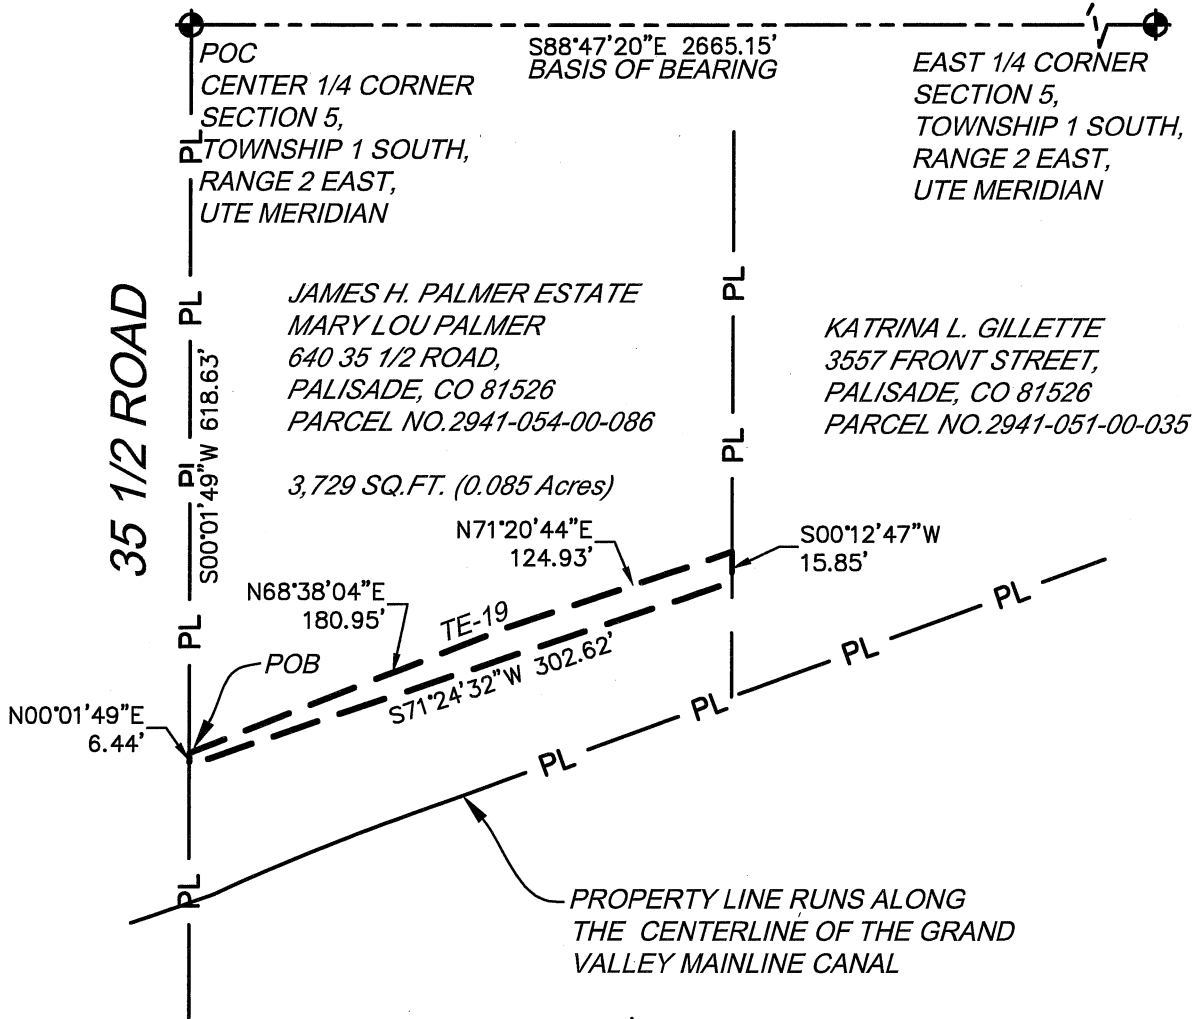 S88°47'20"E 2665.15'
BASIS OF BEARING
POC
CENTER 1/4 CORNER
SECTION 5,
TOWNSHIP 1 SOUTH,
RANGE 2 EAST,
UTE MERIDIAN
EAST 1/4 CORNER
SECTION 5,
TOWNSHIP 1 SOUTH,
RANGE 2 EAST,
UTE MERIDIAN
PL
PL
PL
PL
PL
35 1/2 ROAD
S00°01'49"W 618.63'
JAMES H. PALMER ESTATE
MARY LOU PALMER
640 35 1/2 ROAD,
PALISADE, CO 81526
PARCEL NO.2941-054-00-086
3,729 SQ.FT. (0.085 Acres)
PL
PL
KATRINA L. GILLETTE
3557 FRONT STREET,
PALISADE, CO 81526
PARCEL NO.2941-051-00-035
N71°20'44"E
124.93'
S00°12'47"W
15.85'
N68°38'04"E
180.95'
TE-19
S71°24'32"W 302.62'
POB
N00°01'49"E
6.44'
PL
PL
PL
PL
PROPERTY LINE RUNS ALONG
THE CENTERLINE OF THE GRAND
VALLEY MAINLINE CANAL